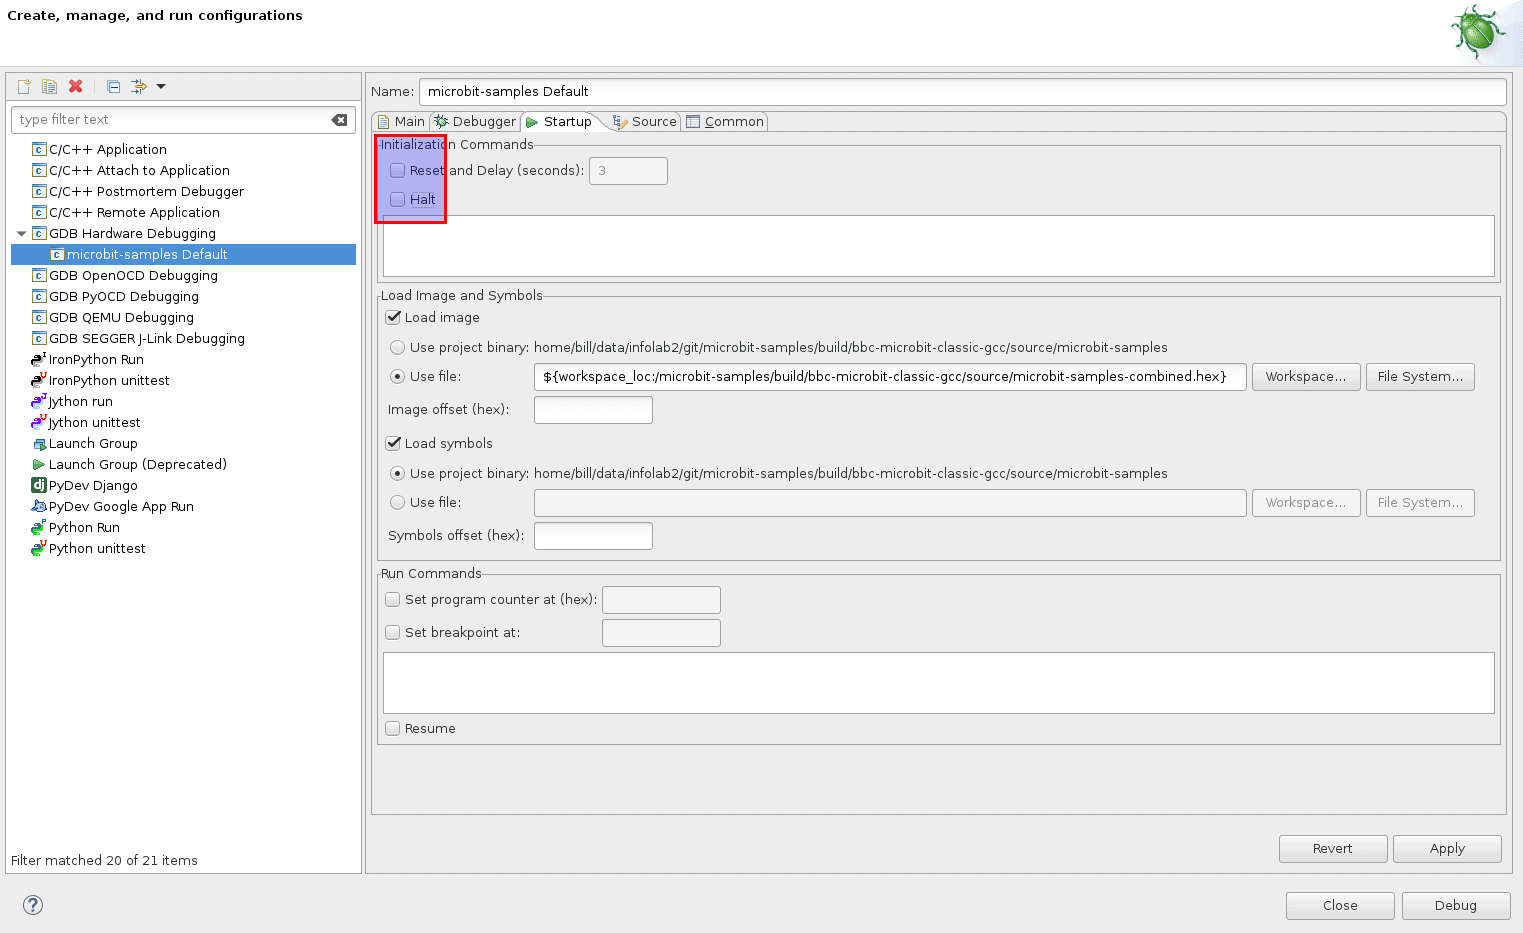 Create, manage, and run configurations
type filter text
C/C++ Application
C/C++ Attach to Application
C/C++ Postmortem Debugger
C/C++ Remote Application
GDB Hardware Debugging
microbit-samples Default
GDB OpenOCD Debugging
GDB PyOCD Debugging
GDB QEMU Debugging
GDB SEGGER J-Link Debugging
IronPython Run
IronPython unittest
Jython run
Jython unittest
Launch Group
Launch Group (Deprecated)
PyDev Django
PyDev Google App Run
Python Run
Python unittest
Filter matched 20 of 21 items
Name: microbit-samples Default
Main Debugger Startup Source Common
Initialization Commands
Reset and Delay (seconds): 3
Halt
Load Image and Symbols
Load image
Use project binary: home/bill/data/infolab2/git/microbit-samples/build/bbc-microbit-classic-gcc/source/microbit-samples
Use file: ${workspace_loc:/microbit-samples/build/bbc-microbit-classic-gcc/source/microbit-samples-combined.hex} Workspace... File System...
Image offset (hex):
Load symbols
Use project binary: home/bill/data/infolab2/git/microbit-samples/build/bbc-microbit-classic-gcc/source/microbit-samples
Use file: Workspace... File System...
Symbols offset (hex):
Run Commands
Set program counter at (hex):
Set breakpoint at:
Resume
Revert Apply
? Close Debug